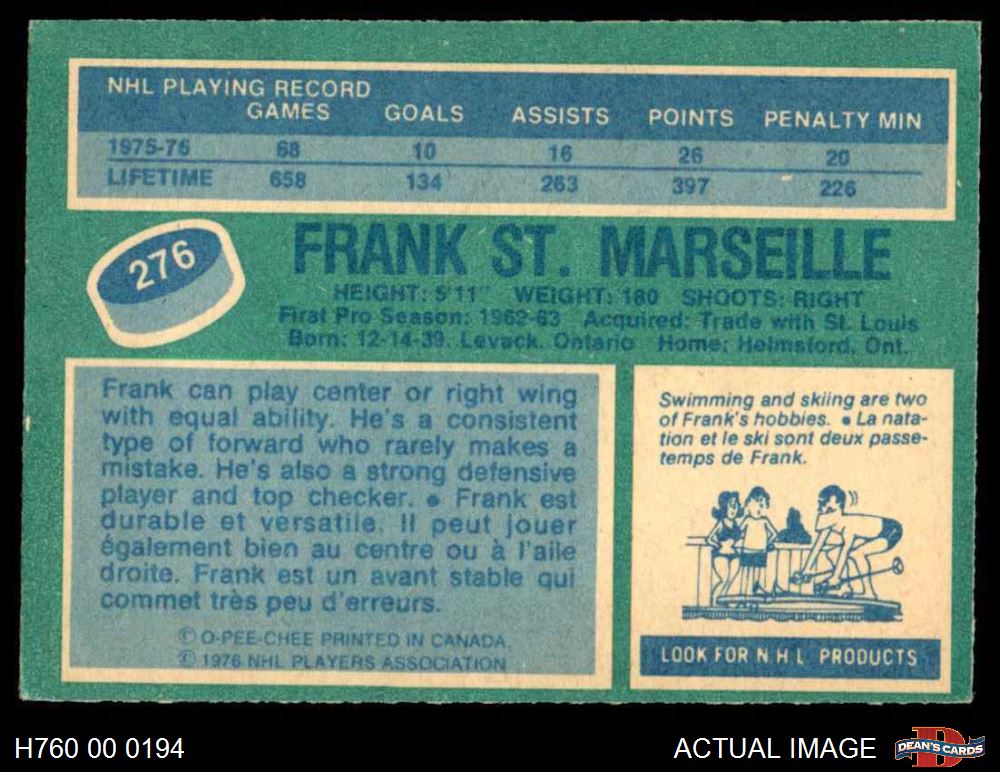 NHL PLAYING RECORD
GAMES GOALS ASSISTS POINTS PENALTY MIN
1975-76 68 10 16 26 20
LIFETIME 658 134 263 397 226
276
FRANK ST. MARSEILLE
HEIGHT: 5'11" WEIGHT: 180 SHOOTS: RIGHT
First Pro Season: 1962-63 Acquired: Trade with St. Louis
Born: 12-14-39, Levack, Ontario Home: Helmsford, Ont.
Frank can play center or right wing
with equal ability. He's a consistent
type of forward who rarely makes a
mistake. He's also a strong defensive
player and top checker. • Frank est
durable et versatile. Il peut jouer
également bien au centre ou à l'aile
droite. Frank est un avant stable qui
commet très peu d'erreurs.
© O-PEE-CHEE PRINTED IN CANADA.
© 1976 NHL PLAYERS ASSOCIATION
Swimming and skiing are two
of Frank's hobbies. • La nata-
tion et le ski sont deux passe-
temps de Frank.
LOOK FOR N H L PRODUCTS
H760 00 0194
ACTUAL IMAGE
D
DEAN'S CARDS